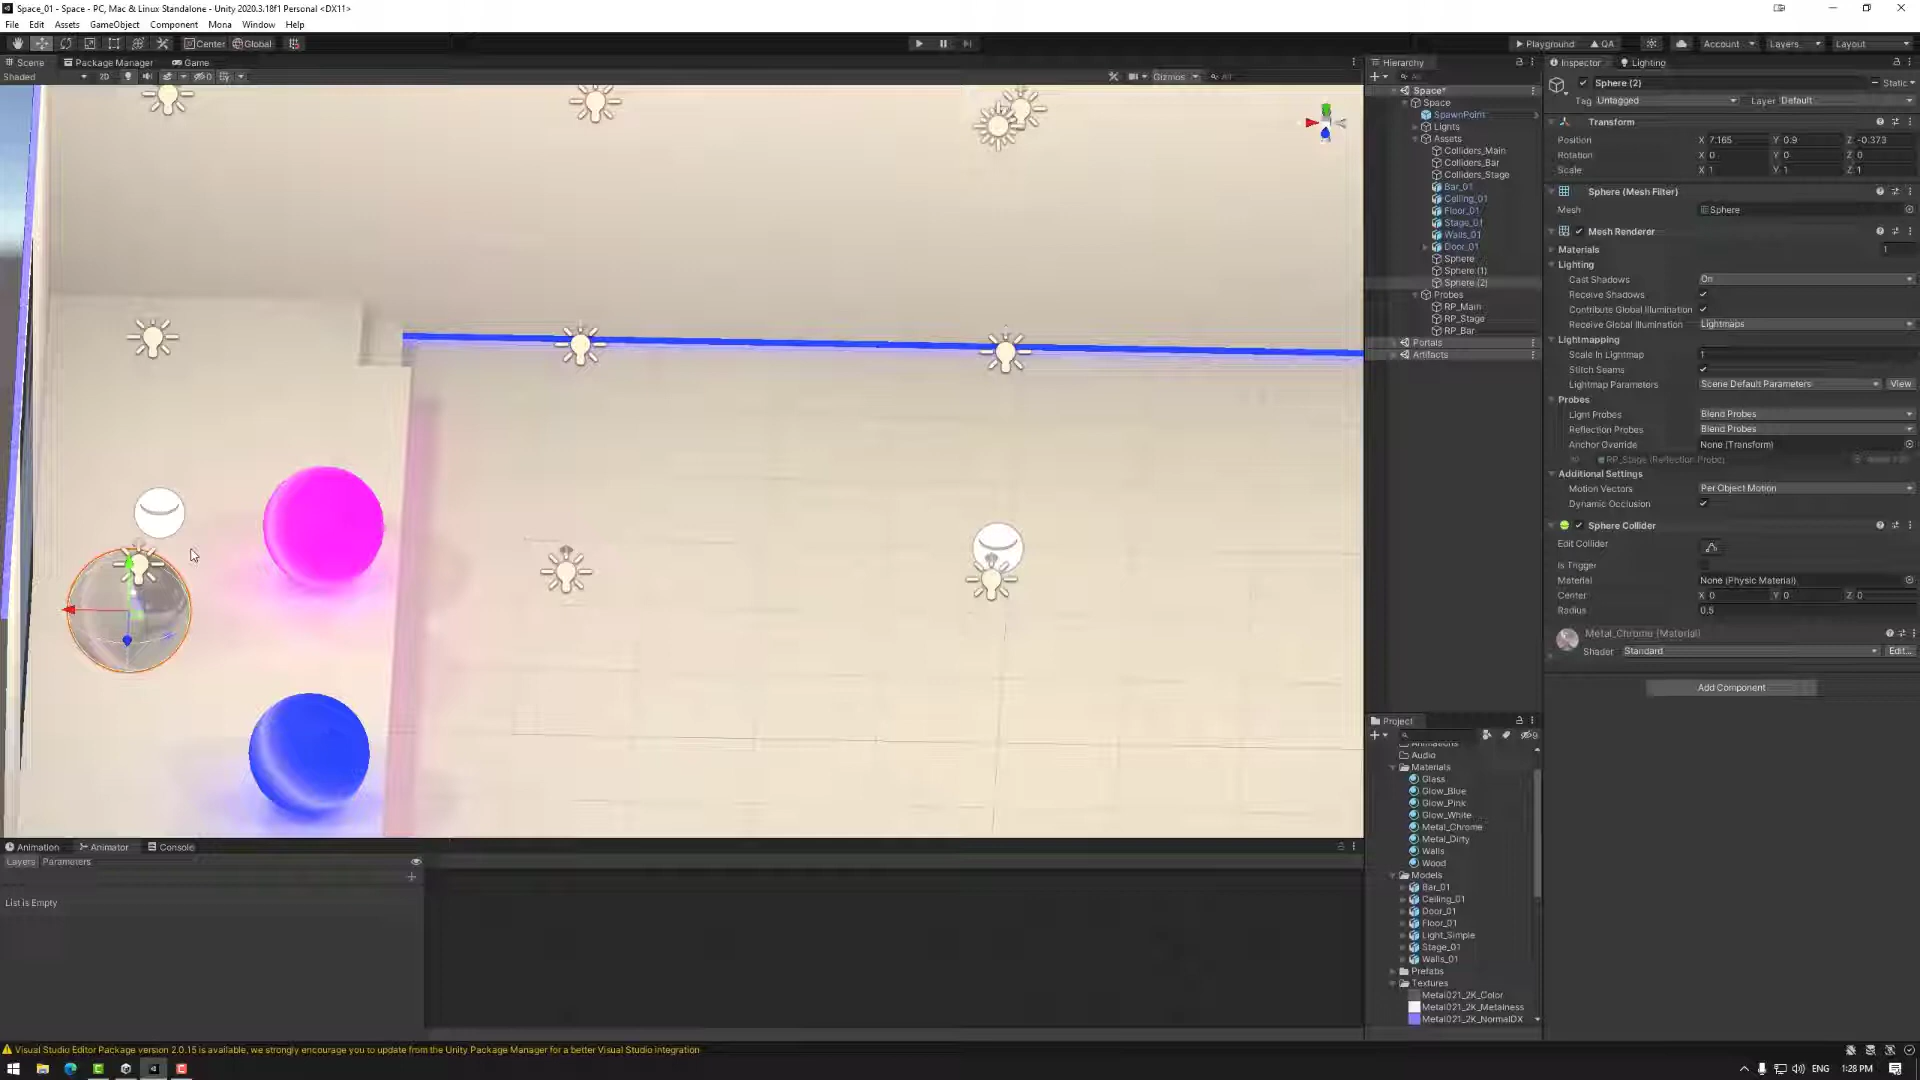 Space_01 - Space - PC, Mac & Linux Standalone - Unity 2020.3.18f1 Personal <DX11>
File Edit Assets GameObject Component Mona Window Help
Center Global
Playground QA Account Layers Layout
Scene Package Manager Game
Shaded 2D Gizmos All
Hierarchy
All
Space*
Space
SpawnPoint
Lights
Assets
Colliders_Main
Colliders_Bar
Colliders_Stage
Bar_01
Ceiling_01
Floor_01
Stage_01
Walls_01
Door_01
Sphere
Sphere (1)
Sphere (2)
Probes
RP_Main
RP_Stage
RP_Bar
Portals
Artifacts
Inspector Lighting
Sphere (2) Static
Tag Untagged Layer Default
Transform
Position X 7.165 Y 0.9 Z -0.373
Rotation X 0 Y 0 Z 0
Scale X 1 Y 1 Z 1
Sphere (Mesh Filter)
Mesh Sphere
Mesh Renderer
Materials 1
Lighting
Cast Shadows On
Receive Shadows
Contribute Global Illumination
Receive Global Illumination Lightmaps
Lightmapping
Scale In Lightmap 1
Stitch Seams
Lightmap Parameters Scene Default Parameters View
Probes
Light Probes Blend Probes
Reflection Probes Blend Probes
Anchor Override None (Transform)
RP_Stage (Reflection Probe)
Additional Settings
Motion Vectors Per Object Motion
Dynamic Occlusion
Sphere Collider
Edit Collider
Is Trigger
Material None (Physic Material)
Center X 0 Y 0 Z 0
Radius 0.5
Metal_Chrome (Material)
Shader Standard Edit...
Add Component
Project
Animations
Audio
Materials
Glass
Glow_Blue
Glow_Pink
Glow_White
Metal_Chrome
Metal_Dirty
Walls
Wood
Models
Bar_01
Ceiling_01
Door_01
Floor_01
Light_Simple
Stage_01
Walls_01
Prefabs
Textures
Metal021_2K_Color
Metal021_2K_Metalness
Metal021_2K_NormalDX
Animation Animator Console
Layers Parameters
List is Empty
Visual Studio Editor Package version 2.0.15 is available, we strongly encourage you to update from the Unity Package Manager for a better Visual Studio integration
ENG 1:28 PM